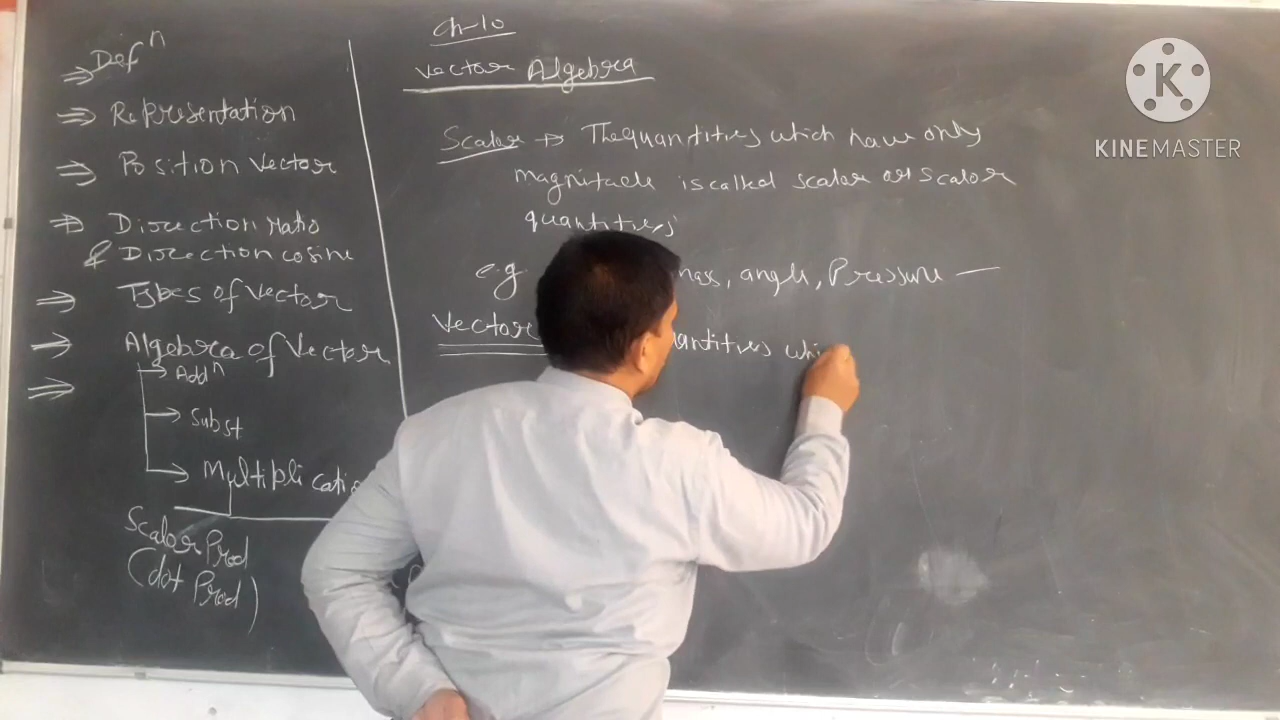 Defⁿ
⇒ Representation
⇒ Position Vector
⇒ Direction ratio
& Direction cosine
⇒ Types of Vector
⇒ Algebra of Vector
→ Addⁿ
→ Subst
→ Multiplication
Scalar Prod
(dot Prod)
Ch-10
Vector Algebra
Scalar → The quantities which have only
magnitude is called scalar or scalar
quantities
e.g mass, angle, Pressure —
Vector quantities whi
K
KINEMASTER